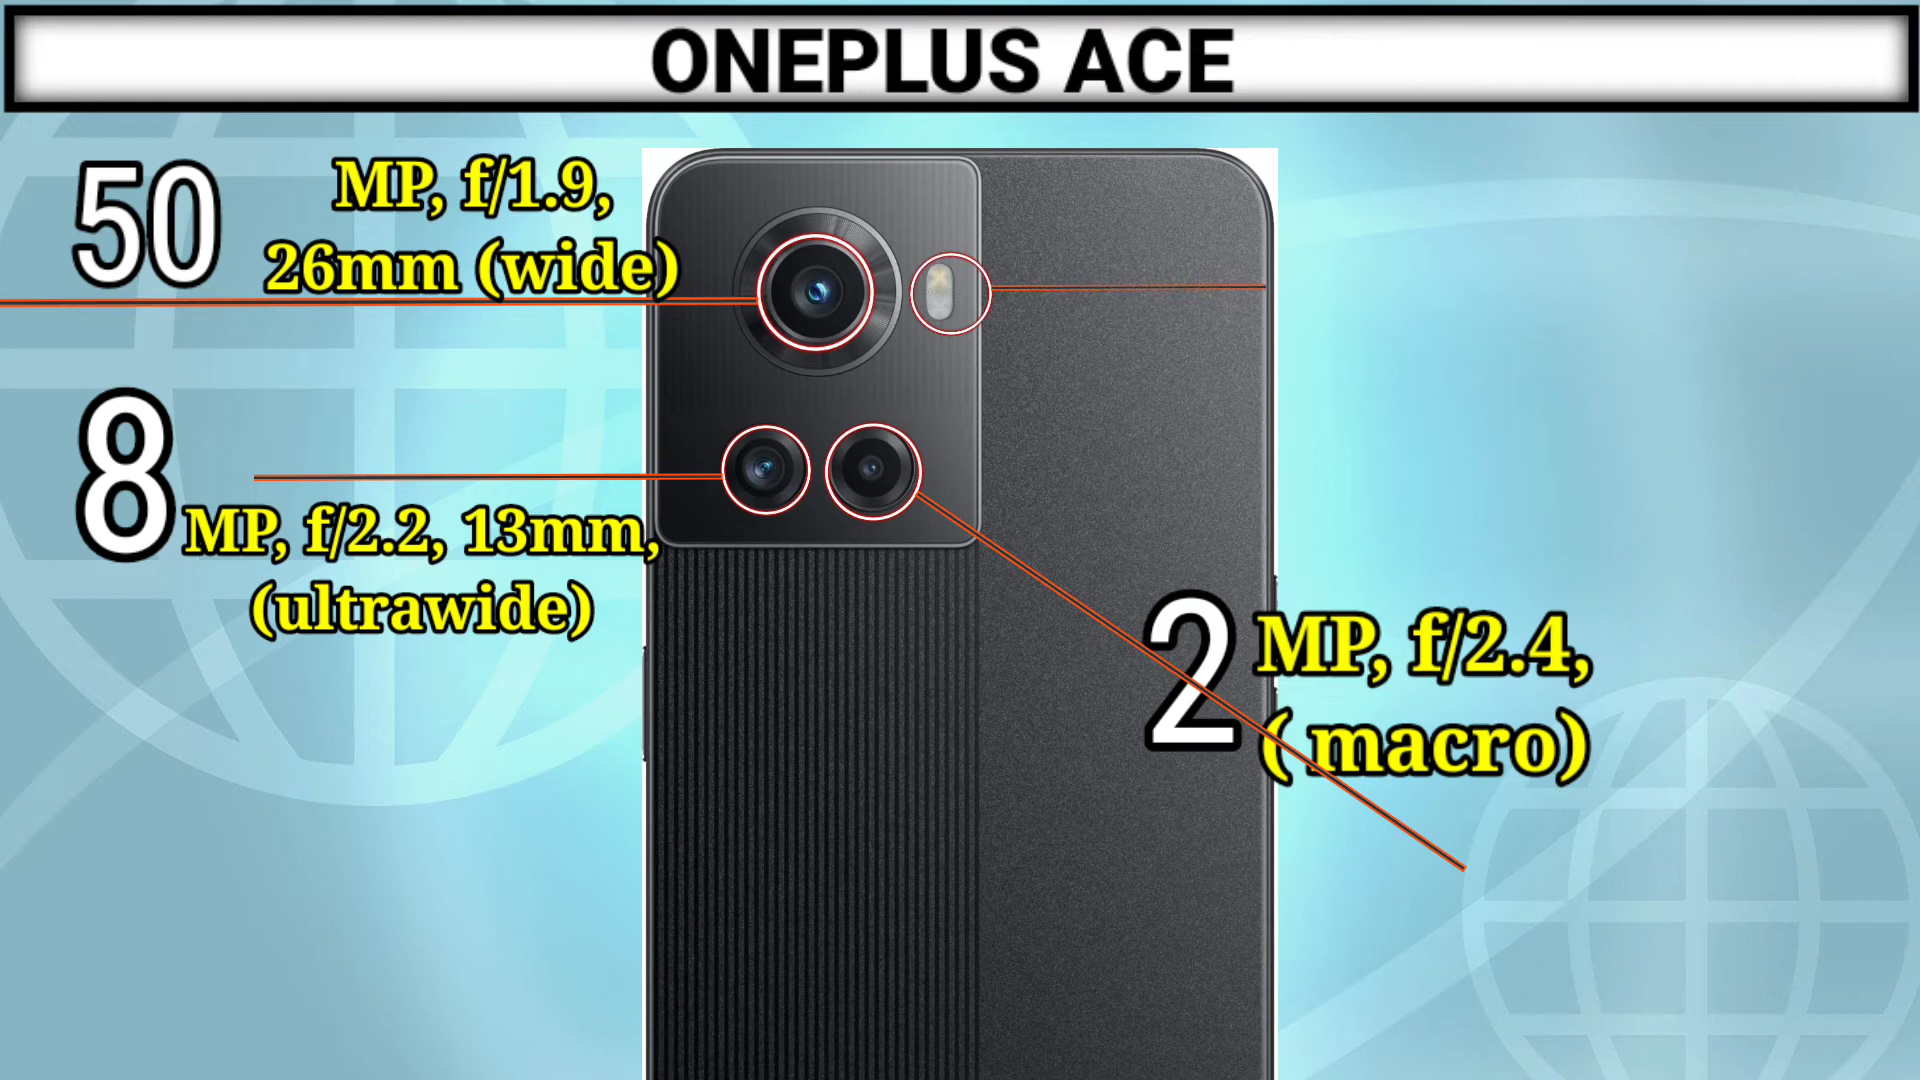 ONEPLUS ACE
50 MP, f/1.9,
26mm (wide)
8 MP, f/2.2, 13mm,
(ultrawide)
2 MP, f/2.4,
( macro)